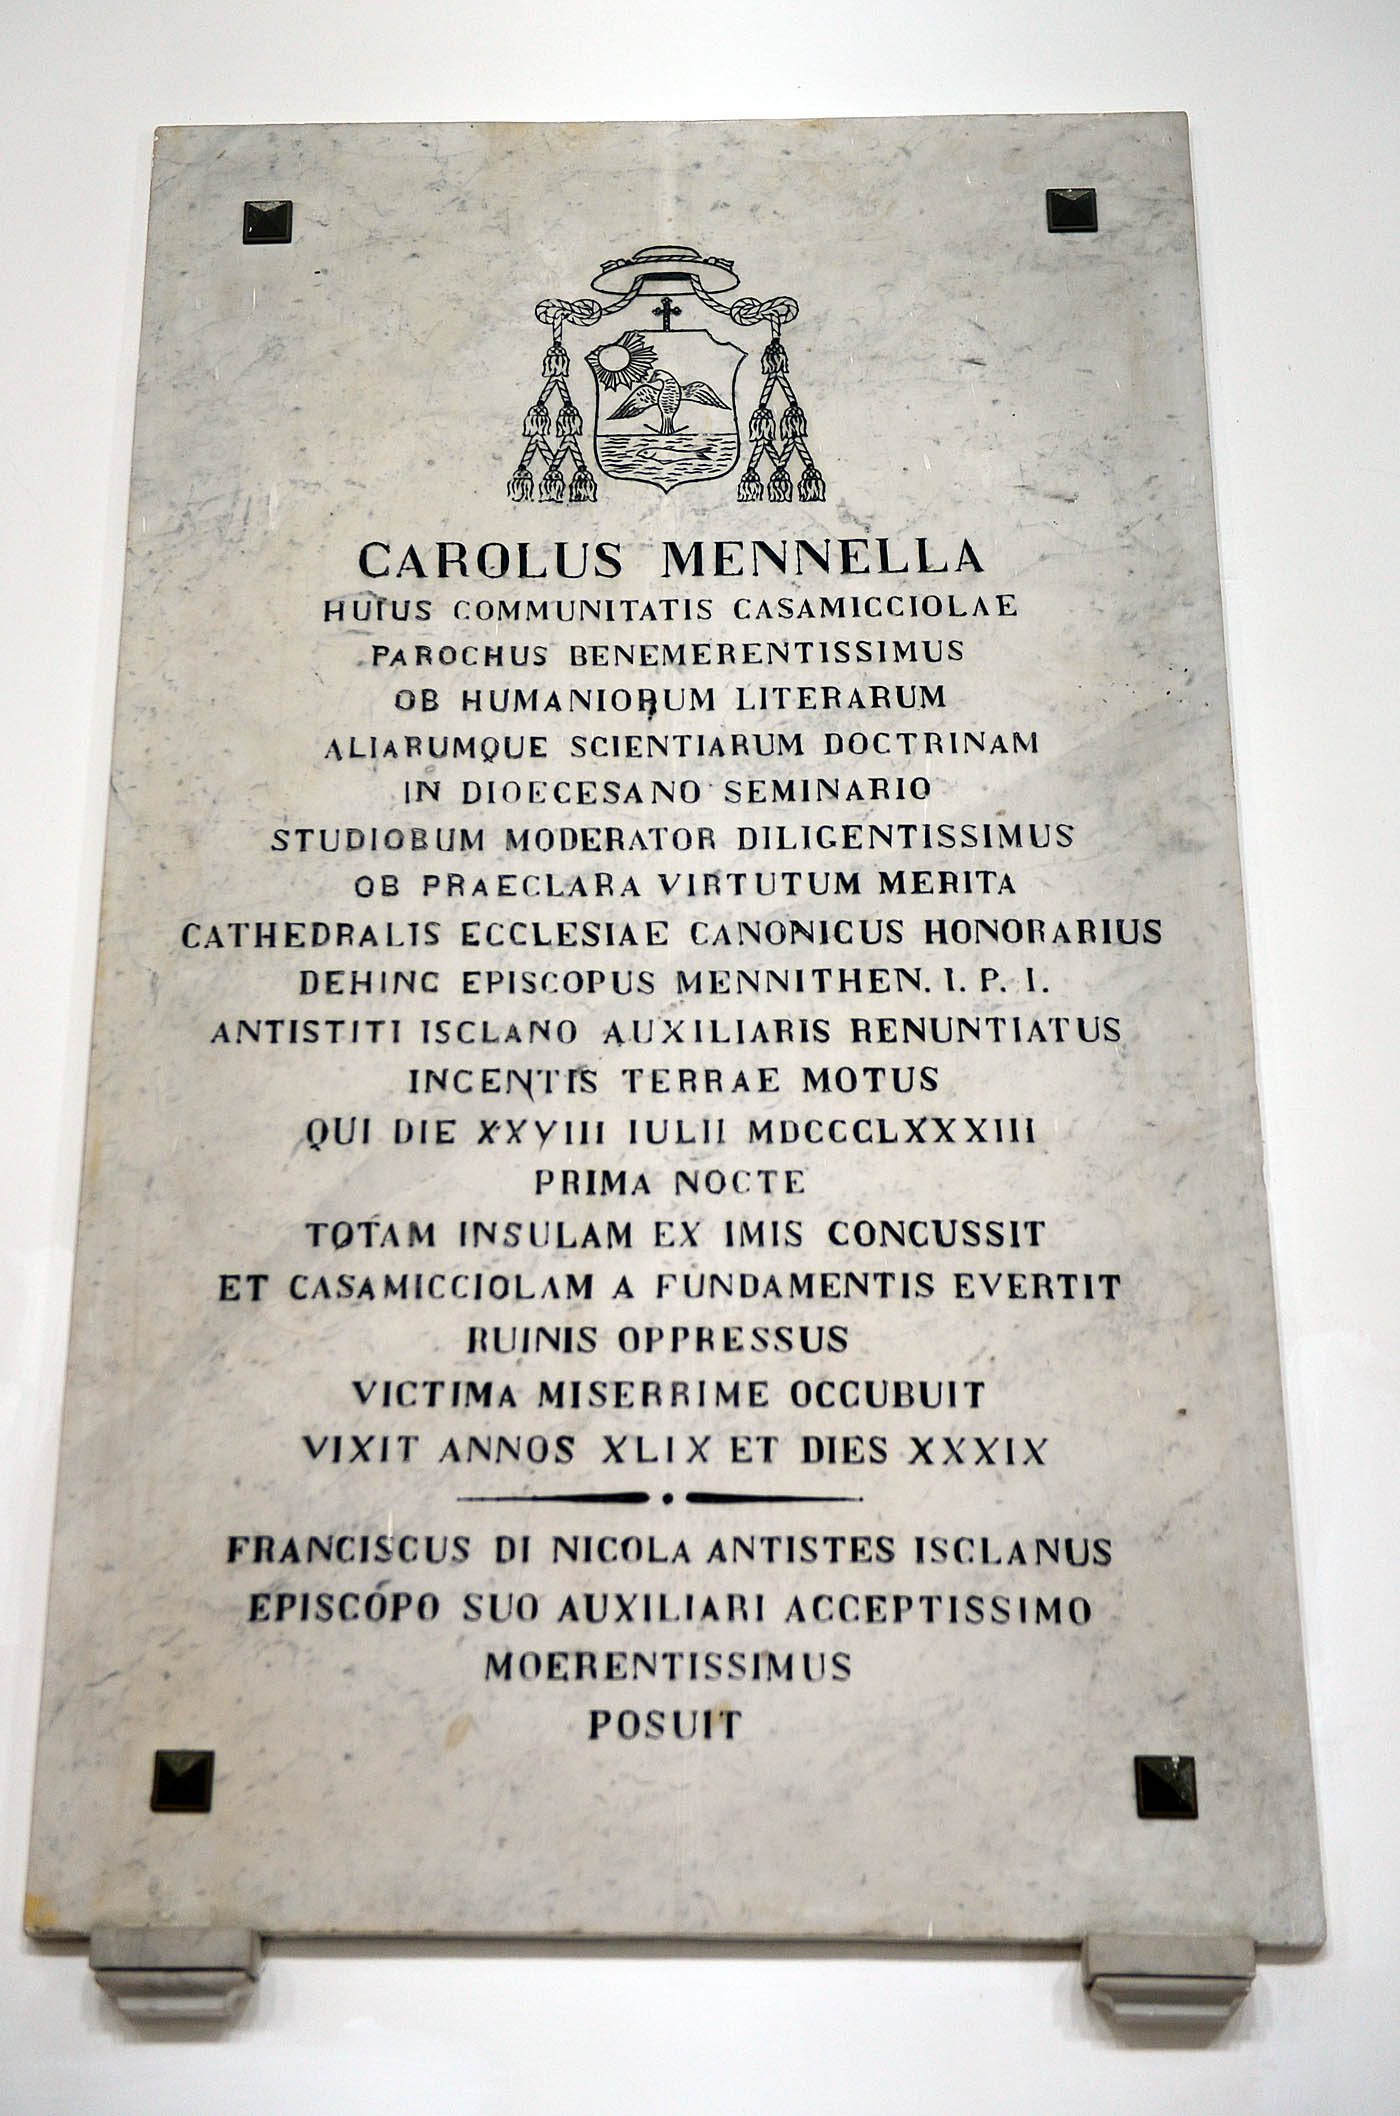 CAROLUS MENNELLA
HUIUS COMMUNITATIS CASAMICCIOLAE
PAROCHUS BENEMERENTISSIMUS
OB HUMANIORUM LITERARUM
ALIARUMQUE SCIENTIARUM DOCTRINAM
IN DIOECESANO SEMINARIO
STUDIORUM MODERATOR DILIGENTISSIMUS
OB PRAECLARA VIRTUTUM MERITA
CATHEDRALIS ECCLESIAE CANONICUS HONORARIUS
DEHINC EPISCOPUS MENNITHEN. I. P. I.
ANTISTITI ISCLANO AUXILIARIS RENUNTIATUS
INCENTIS TERRAE MOTUS
QUI DIE XXVIII IULII MDCCCLXXXIII
PRIMA NOCTE
TOTAM INSULAM EX IMIS CONCUSSIT
ET CASAMICCIOLAM A FUNDAMENTIS EVERTIT
RUINIS OPPRESSUS
VICTIMA MISERRIME OCCUBUIT
VIXIT ANNOS XLIX ET DIES XXXIX
FRANCISCUS DI NICOLA ANTISTES ISCLANUS
EPISCOPO SUO AUXILIARI ACCEPTISSIMO
MOERENTISSIMUS
POSUIT